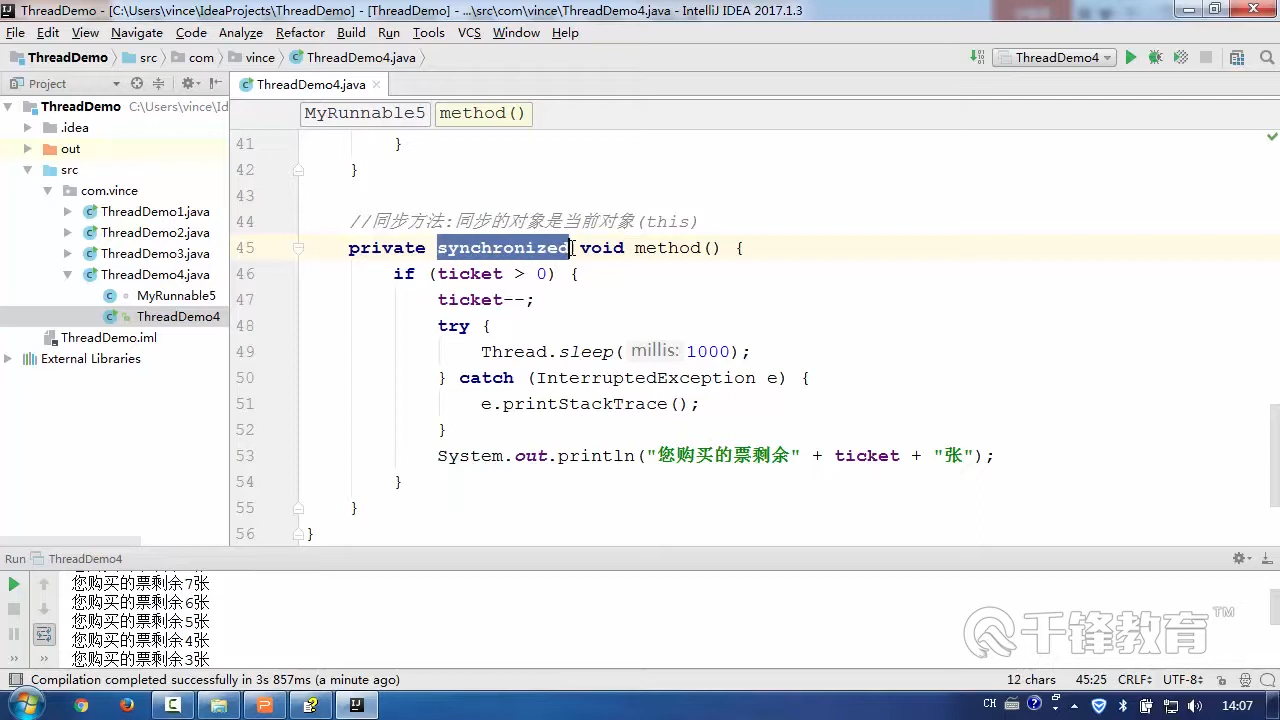 ThreadDemo - [C:\Users\vince\IdeaProjects\ThreadDemo] - [ThreadDemo] - ...\src\com\vince\ThreadDemo4.java - IntelliJ IDEA 2017.1.3
File Edit View Navigate Code Analyze Refactor Build Run Tools VCS Window Help
ThreadDemo src com vince ThreadDemo4.java ThreadDemo4
Project ThreadDemo4.java
ThreadDemo C:\Users\vince\Id
MyRunnable5 method()
.idea
out
src
com.vince
ThreadDemo1.java
ThreadDemo2.java
ThreadDemo3.java
ThreadDemo4.java
MyRunnable5
ThreadDemo4
ThreadDemo.iml
External Libraries
41 }
42 }
43
44 //同步方法:同步的对象是当前对象(this)
45 private synchronized void method() {
46 if (ticket > 0) {
47 ticket--;
48 try {
49 Thread.sleep( millis: 1000);
50 } catch (InterruptedException e) {
51 e.printStackTrace();
52 }
53 System.out.println("您购买的票剩余" + ticket + "张");
54 }
55 }
56 }
Run ThreadDemo4
您购买的票剩余7张
您购买的票剩余6张
您购买的票剩余5张
您购买的票剩余4张
您购买的票剩余3张
千锋教育™
Compilation completed successfully in 3s 857ms (a minute ago) 12 chars 45:25 CRLF UTF-8
CH 14:07